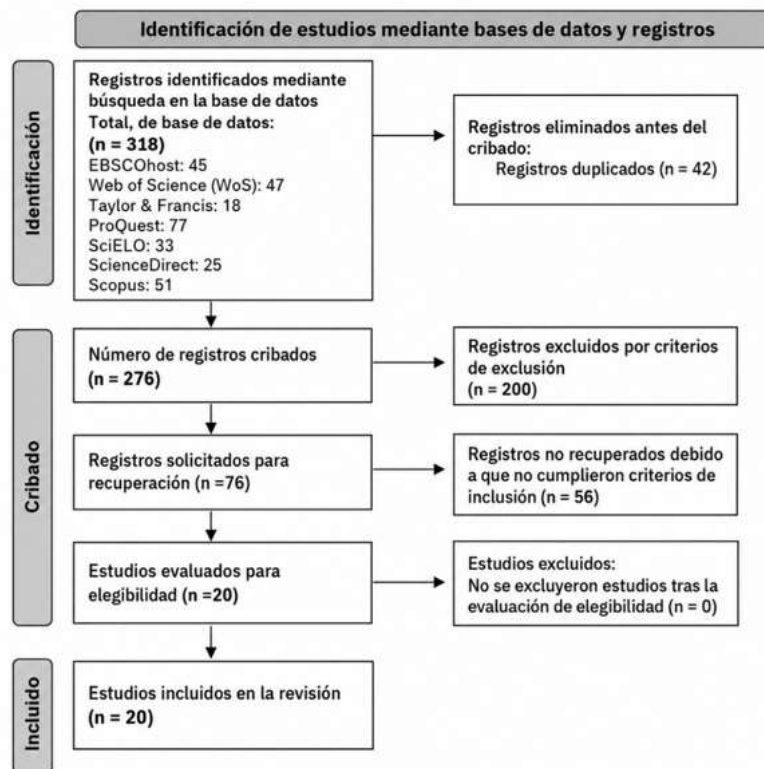 Identificación de estudios mediante bases de datos y registros
Identificación
Registros identificados mediante
búsqueda en la base de datos
Total, de base de datos:
(n = 318)
EBSCOhost: 45
Web of Science (WoS): 47
Taylor & Francis: 18
ProQuest: 77
SciELO: 33
ScienceDirect: 25
Scopus: 51
Registros eliminados antes del
cribado:
Registros duplicados (n = 42)
Cribado
Número de registros cribados
(n = 276)
Registros excluidos por criterios
de exclusión
(n = 200)
Registros solicitados para
recuperación (n =76)
Registros no recuperados debido
a que no cumplieron criterios de
inclusión (n = 56)
Estudios evaluados para
elegibilidad (n =20)
Estudios excluidos:
No se excluyeron estudios tras la
evaluación de elegibilidad (n = 0)
Incluido
Estudios incluidos en la revisión
(n = 20)